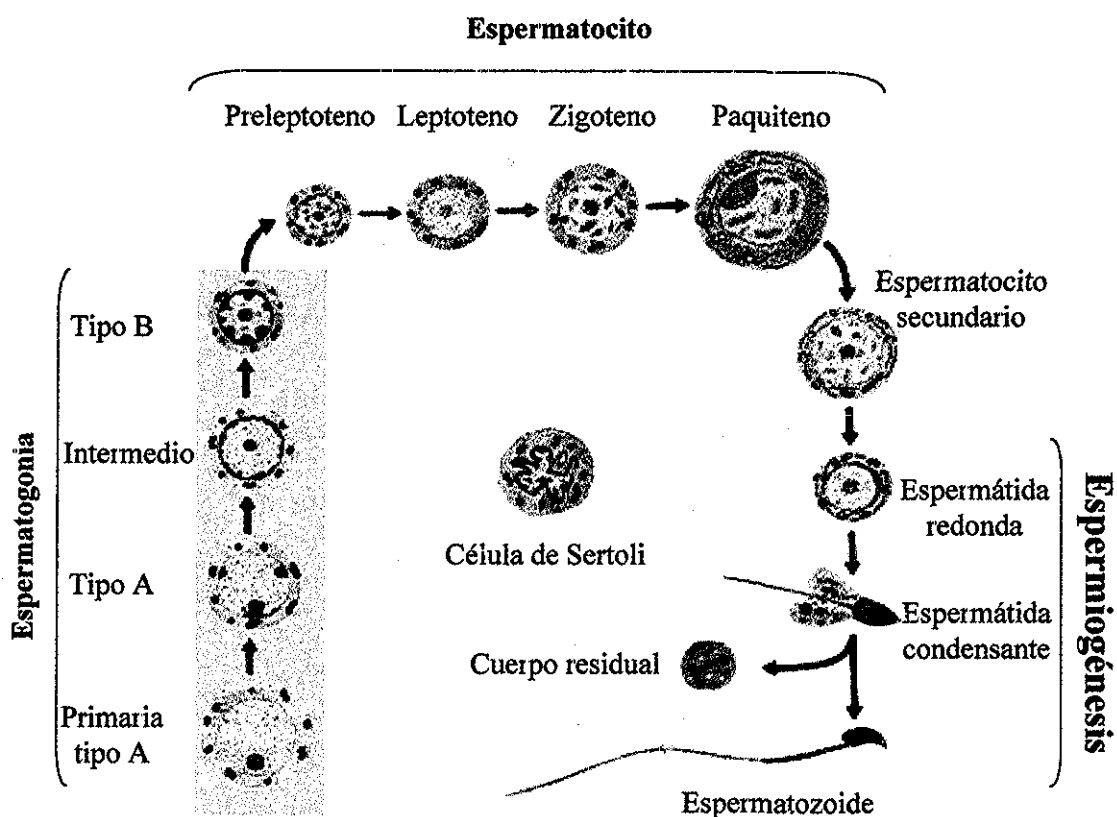 Espermatocito
Preleptoteno Leptoteno Zigoteno Paquiteno
Espermatogonia
Tipo B
Intermedio
Tipo A
Primaria
tipo A
Célula de Sertoli
Espermatocito
secundario
Espermiogénesis
Espermátida
redonda
Espermátida
condensante
Cuerpo residual
Espermatozoide